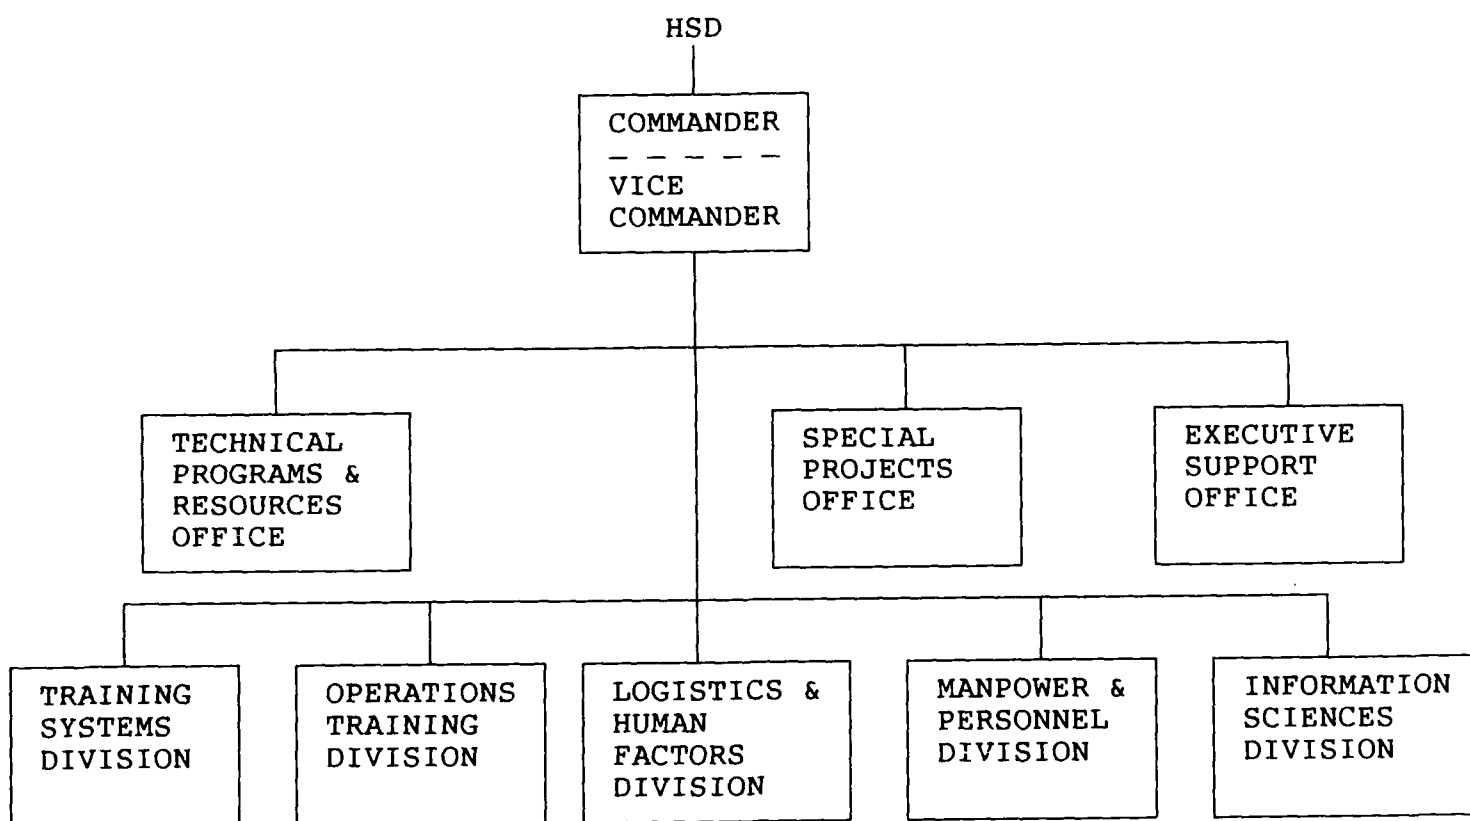 HSD
COMMANDER
– – – – –
VICE
COMMANDER
TECHNICAL
PROGRAMS &
RESOURCES
OFFICE
SPECIAL
PROJECTS
OFFICE
EXECUTIVE
SUPPORT
OFFICE
TRAINING
SYSTEMS
DIVISION
OPERATIONS
TRAINING
DIVISION
LOGISTICS &
HUMAN
FACTORS
DIVISION
MANPOWER &
PERSONNEL
DIVISION
INFORMATION
SCIENCES
DIVISION